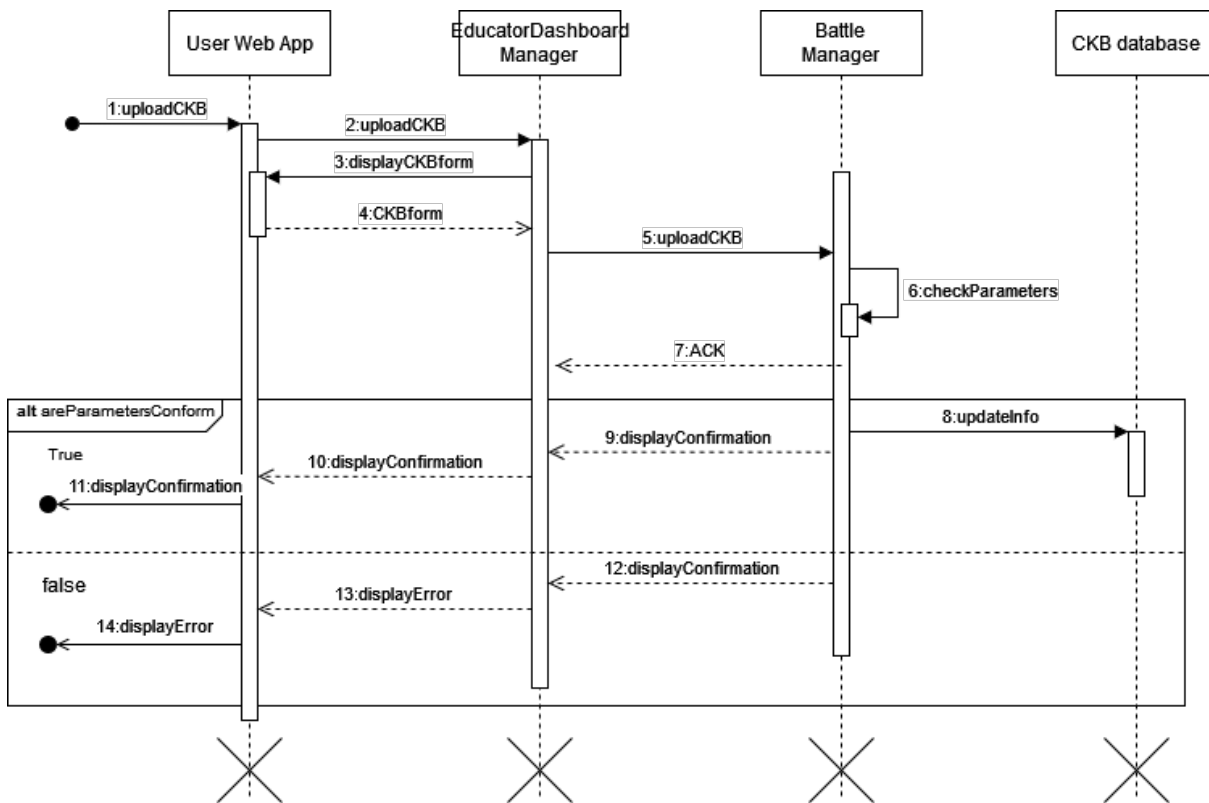 User Web App
EducatorDashboard
Manager
Battle
Manager
CKB database
1:uploadCKB
2:uploadCKB
3:displayCKBform
4:CKBform
5:uploadCKB
6:checkParameters
7:ACK
alt areParametersConform
8:updateInfo
9:displayConfirmation
True
10:displayConfirmation
11:displayConfirmation
12:displayConfirmation
false
13:displayError
14:displayError